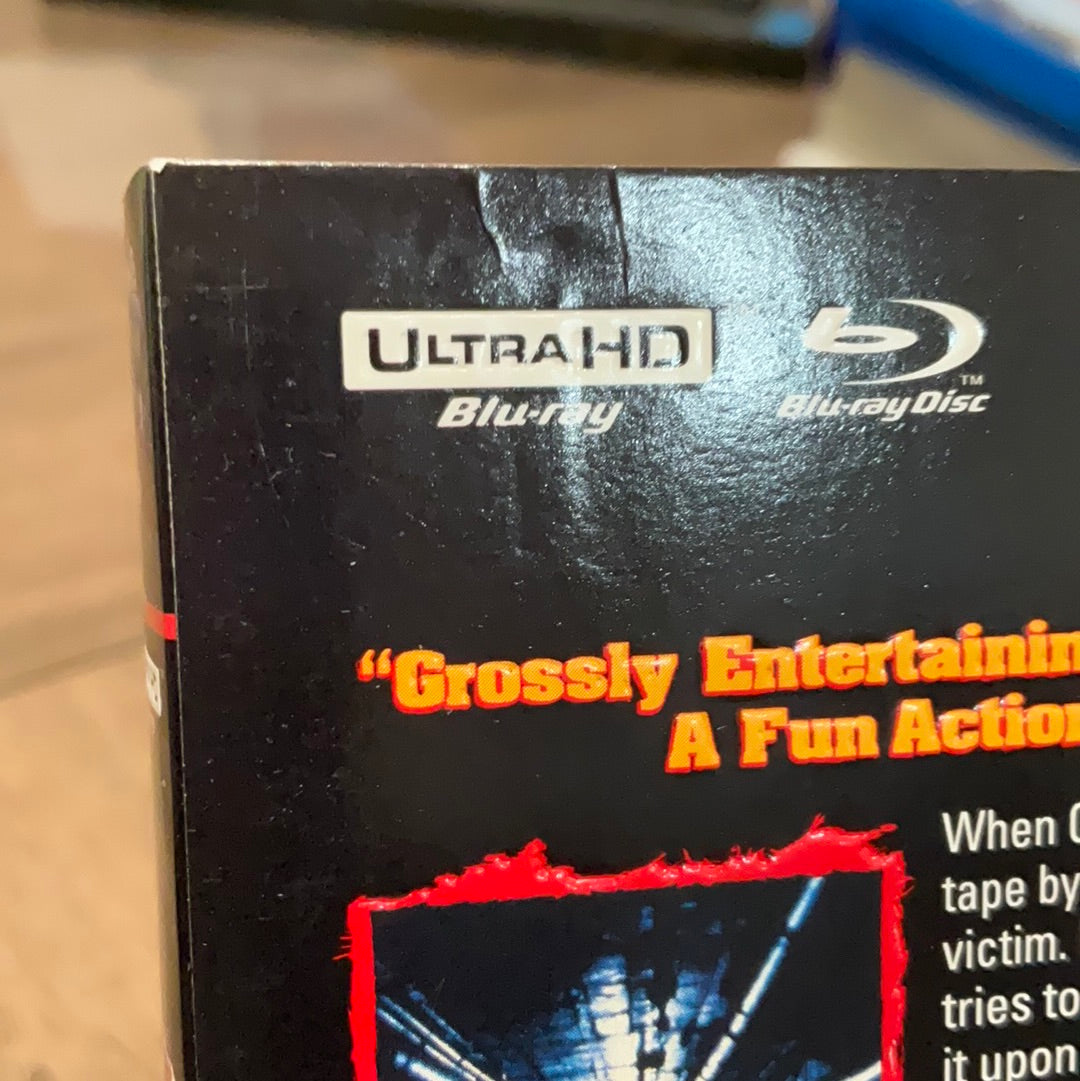 ULTRA HD
Blu-ray
TM
Blu-ray Disc
“Grossly Entertainin
A Fun Action
When
tape by
victim.
tries to
it upon